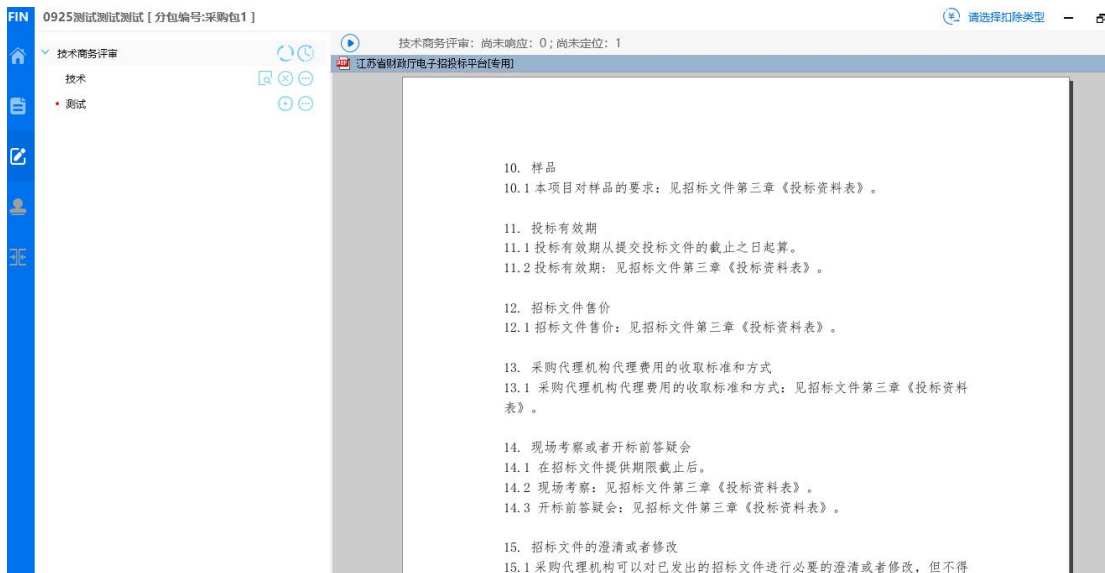 FIN
0925测试测试测试 [ 分包编号:采购包1 ]
请选择扣除类型
技术商务评审
技术
测试
技术商务评审：尚未响应：0；尚未定位：1
江苏省财政厅电子招投标平台[专用]
10. 样品
10.1 本项目对样品的要求：见招标文件第三章《投标资料表》。
11. 投标有效期
11.1 投标有效期从提交投标文件的截止之日起算。
11.2 投标有效期：见招标文件第三章《投标资料表》。
12. 招标文件售价
12.1 招标文件售价：见招标文件第三章《投标资料表》。
13. 采购代理机构代理费用的收取标准和方式
13.1 采购代理机构代理费用的收取标准和方式：见招标文件第三章《投标资料
表》。
14. 现场考察或者开标前答疑会
14.1 在招标文件提供期限截止后。
14.2 现场考察：见招标文件第三章《投标资料表》。
14.3 开标前答疑会：见招标文件第三章《投标资料表》。
15. 招标文件的澄清或者修改
15.1 采购代理机构可以对已发出的招标文件进行必要的澄清或者修改，但不得